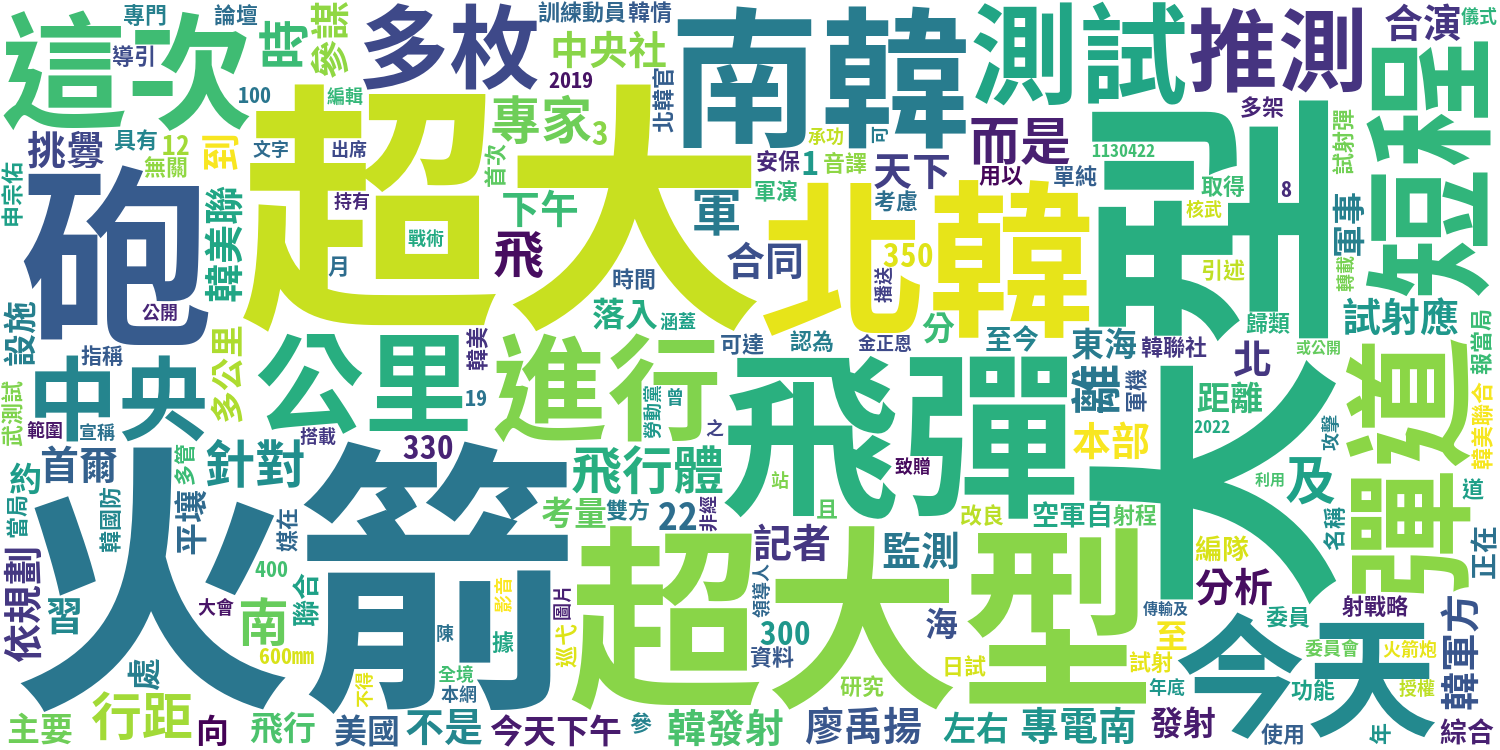 專門
論壇
訓練動員
韓情
合演
儀式
這次
導引
時
參謀
多枚
中央社
南韓
測試
推測
短程
2019
100
編輯
北韓官
多架
挑釁
具有
12
到
文字
出席
超大型
專家
3
首次
安保
1
承功
音譯
可
而是
天下
用以
單純
1130422
試射彈
取得
8
無關
申宗佑
砲
韓美聯
持有
下午
軍
軍演
考慮
核武
軍事
戰術
飛
合同
北韓
350
引述
轉載
月
時間
播送
公開
設施
落入
涵蓋
分
至今
東海
歸類
試射應
指稱
多公里
公里
韓美
進行
可達
認為
金正恩
韓聯社
北
或公開
報當局
彈道
武測試
中央
19
勞動黨
曾
飛彈
離
軍機
距離
範圍
宣稱
搭載
330
之
本部
2022
攻擊
韓美聯合
約
首爾
多管
針對
飛行體
致贈
站
火
及
利用
道
當局
韓國防
平壤
媒在
火箭
考量
雙方
22
非經
且
改良
空軍自
射程
名稱
正在
依規劃
400
記者
監測
編隊
習
大會
南
聯合
影音
圖片
超大型
領導人
分析
射戰略
傳輸及
委員
韓軍方
陳
據
300
海
今天
至
處
600mm
巡弋
資料
日試
試射
委員會
火箭炮
全境
本網
不得
研究
年底
功能
授權
主要
行距
向
飛行
美國
不是
今天下午
參
韓發射
廖禹揚
左右
專電南
發射
使用
年
綜合